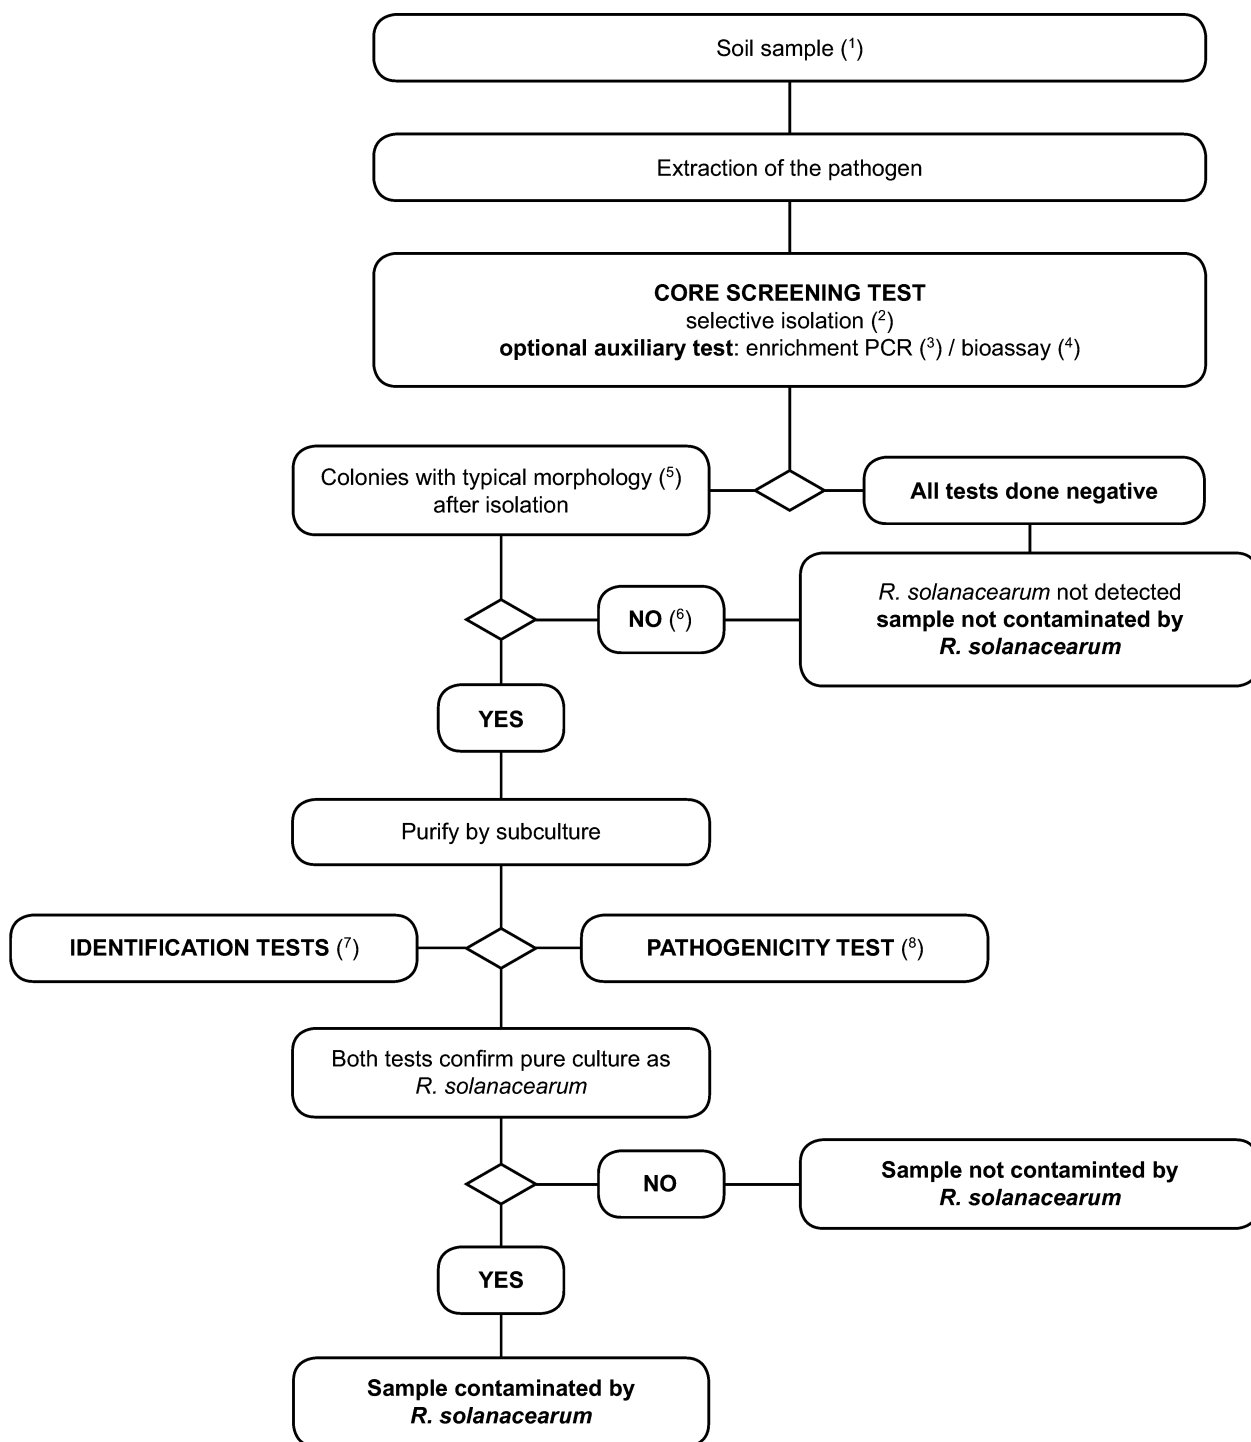 Soil sample (¹)
Extraction of the pathogen
CORE SCREENING TEST
selective isolation (²)
optional auxiliary test: enrichment PCR (³) / bioassay (⁴)
Colonies with typical morphology (⁵)
after isolation
All tests done negative
R. solanacearum not detected
sample not contaminated by
R. solanacearum
NO (⁶)
YES
Purify by subculture
IDENTIFICATION TESTS (⁷)
PATHOGENICITY TEST (⁸)
Both tests confirm pure culture as
R. solanacearum
NO
Sample not contaminted by
R. solanacearum
YES
Sample contaminated by
R. solanacearum